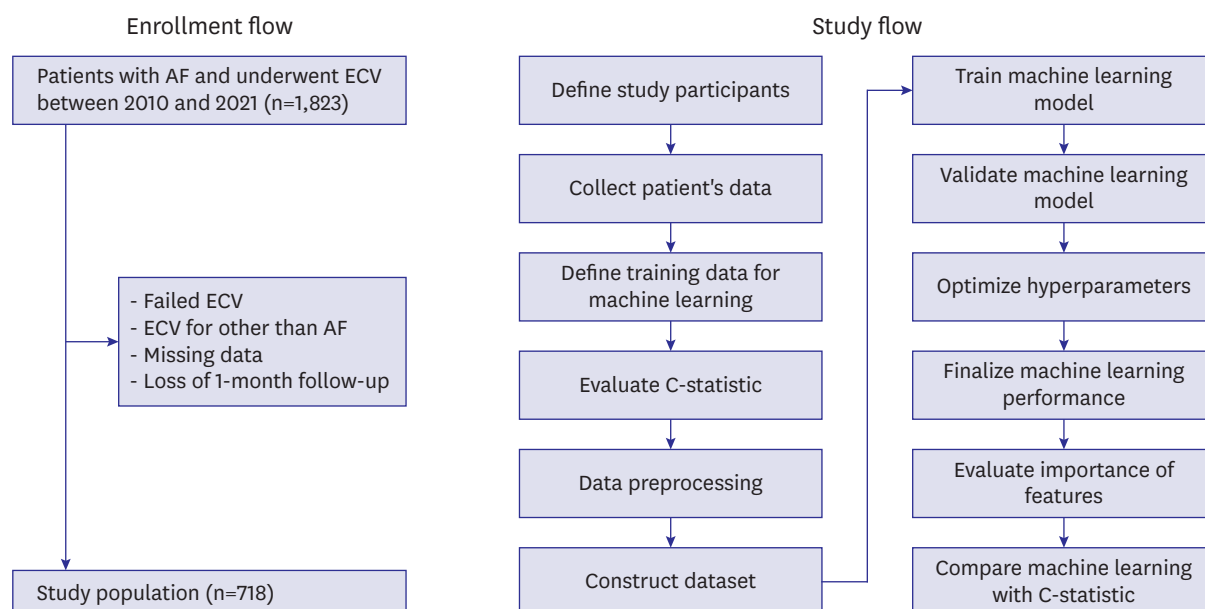 Enrollment flow
Patients with AF and underwent ECV
between 2010 and 2021 (n=1,823)
- Failed ECV
- ECV for other than AF
- Missing data
- Loss of 1-month follow-up
Study population (n=718)
Study flow
Define study participants
Collect patient's data
Define training data for
machine learning
Evaluate C-statistic
Data preprocessing
Construct dataset
Train machine learning
model
Validate machine learning
model
Optimize hyperparameters
Finalize machine learning
performance
Evaluate importance of
features
Compare machine learning
with C-statistic